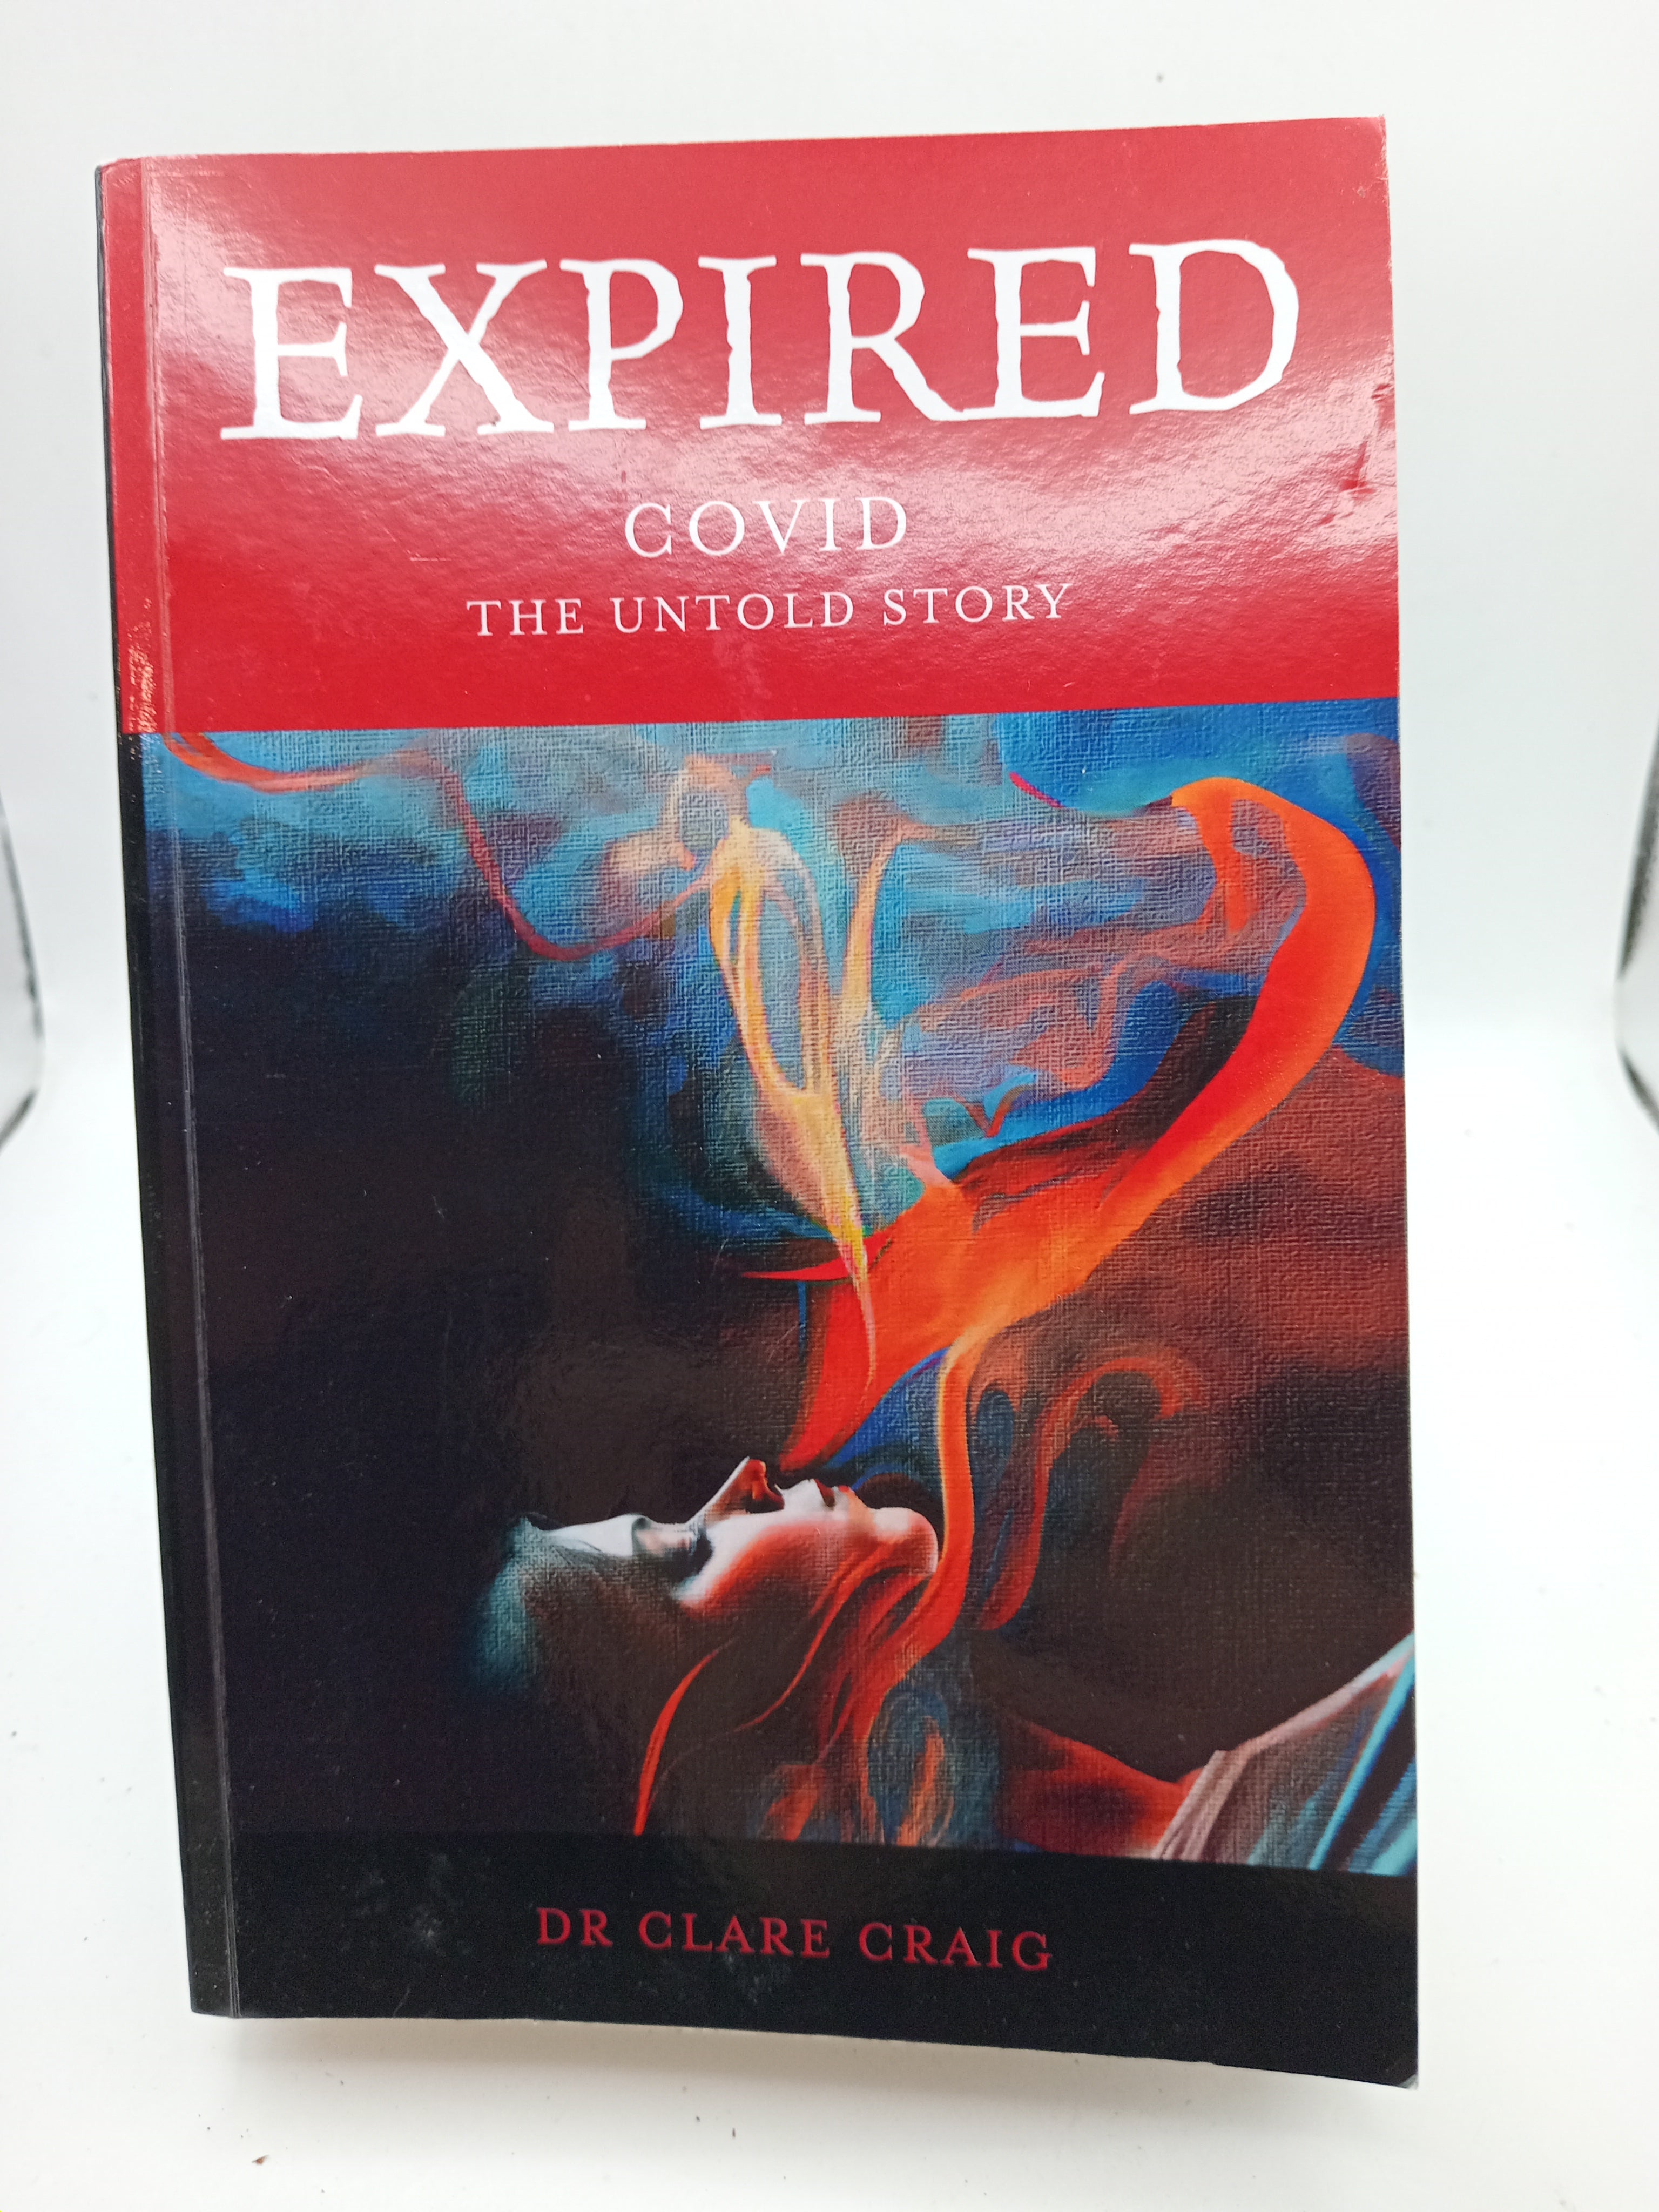 EXPIRED
COVID
THE UNTOLD STORY
DR CLARE CRAIG